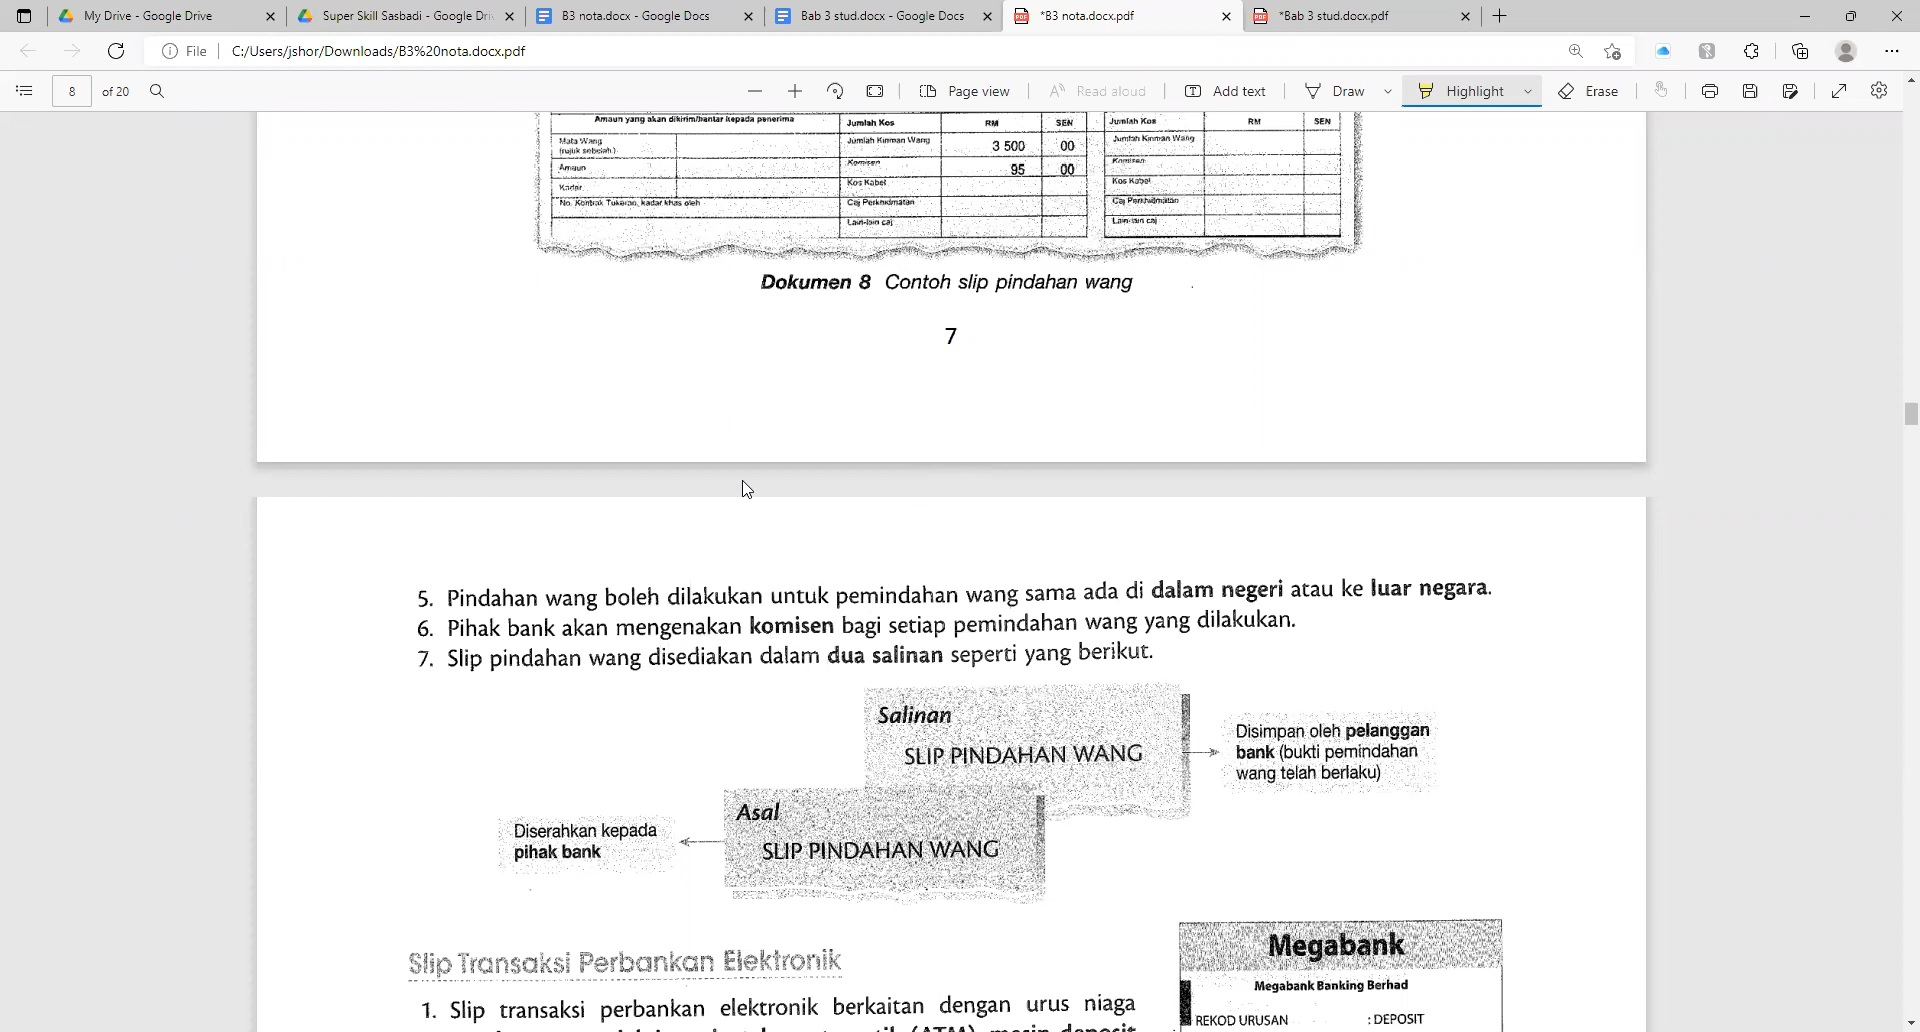 My Drive - Google Drive
Super Skill Sasbadi - Google Dri
B3 nota.docx - Google Docs
Bab 3 stud.docx - Google Docs
*B3 nota.docx.pdf
*Bab 3 stud.docx.pdf
File
C:/Users/jshor/Downloads/B3%20nota.docx.pdf
8 of 20
Page view
Read aloud
Add text
Draw
Highlight
Erase
Amaun yang akan dikirim/hantar kepada penerima
Jumlah Kos RM SEN
Jumlah Kos RM SEN
Mata Wang
(rujuk sebelah)
Jumlah Kiriman Wang 3 500 00
Jumlah Kiriman Wang
Amaun
Komisen 95 00
Komisen
Kadar
Kos Kabel
Kos Kabel
No. Kontrak Tukaran, kadar khas oleh
Caj Perkhidmatan
Caj Perkhidmatan
Lain-lain caj
Lain-lain caj
Dokumen 8 Contoh slip pindahan wang
7
5. Pindahan wang boleh dilakukan untuk pemindahan wang sama ada di dalam negeri atau ke luar negara.
6. Pihak bank akan mengenakan komisen bagi setiap pemindahan wang yang dilakukan.
7. Slip pindahan wang disediakan dalam dua salinan seperti yang berikut.
Salinan
SLIP PINDAHAN WANG
Disimpan oleh pelanggan
bank (bukti pemindahan
wang telah berlaku)
Asal
SLIP PINDAHAN WANG
Diserahkan kepada
pihak bank
Slip Transaksi Perbankan Elektronik
Megabank
Megabank Banking Berhad
1. Slip transaksi perbankan elektronik berkaitan dengan urus niaga
REKOD URUSAN : DEPOSIT
(ATM) mesin deposit